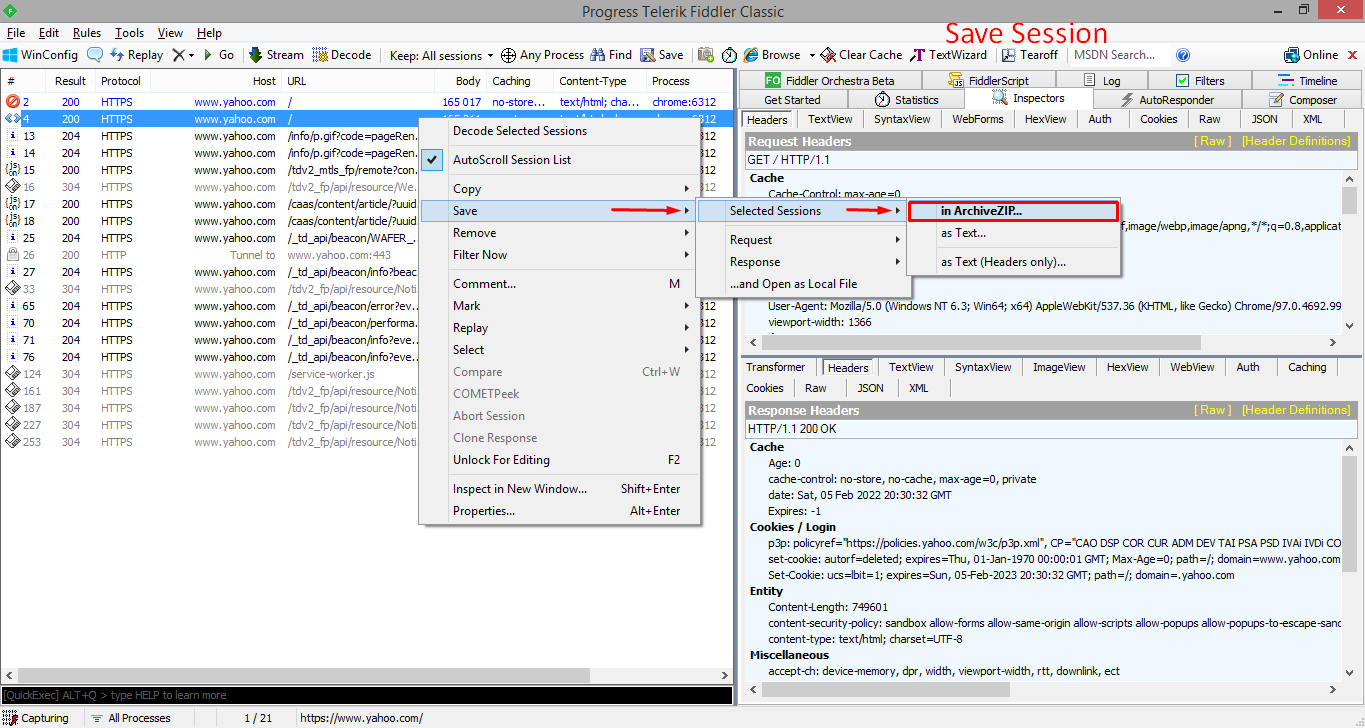 Progress Telerik Fiddler Classic
File Edit Rules Tools View Help
Save Session
WinConfig Replay Go Stream Decode Keep: All sessions Any Process Find Save Browse Clear Cache TextWizard Tearoff MSDN Search... Online
# Result Protocol Host URL Body Caching Content-Type Process
2 200 HTTPS www.yahoo.com / 165 017 no-store... text/html; cha... chrome:6312
4 200 HTTPS www.yahoo.com /
13 204 HTTPS www.yahoo.com /info/p.gif?code=pageRen...
14 204 HTTPS www.yahoo.com /info/p.gif?code=pageRen...
15 200 HTTPS www.yahoo.com /tdv2_mtls_fp/remote?con...
16 304 HTTPS www.yahoo.com /tdv2_fp/api/resource/We...
17 200 HTTPS www.yahoo.com /caas/content/article/?uuid...
18 200 HTTPS www.yahoo.com /caas/content/article/?uuid...
25 204 HTTPS www.yahoo.com /_td_api/beacon/WAFER_...
26 200 HTTP Tunnel to www.yahoo.com:443
27 204 HTTPS www.yahoo.com /_td_api/beacon/info?beac...
33 304 HTTPS www.yahoo.com /tdv2_fp/api/resource/Noti...
65 204 HTTPS www.yahoo.com /_td_api/beacon/error?ev...
70 204 HTTPS www.yahoo.com /_td_api/beacon/performa...
71 204 HTTPS www.yahoo.com /_td_api/beacon/info?eve...
76 204 HTTPS www.yahoo.com /_td_api/beacon/info?eve...
124 304 HTTPS www.yahoo.com /service-worker.js
161 304 HTTPS www.yahoo.com /tdv2_fp/api/resource/Noti
187 304 HTTPS www.yahoo.com /tdv2_fp/api/resource/Noti
227 304 HTTPS www.yahoo.com /tdv2_fp/api/resource/Noti
253 304 HTTPS www.yahoo.com /tdv2_fp/api/resource/Noti
Decode Selected Sessions
AutoScroll Session List
Copy
Save
Remove
Filter Now
Comment... M
Mark
Replay
Select
Compare Ctrl+W
COMETPeek
Abort Session
Clone Response
Unlock For Editing F2
Inspect in New Window... Shift+Enter
Properties... Alt+Enter
Selected Sessions
Request
Response
...and Open as Local File
in ArchiveZIP...
as Text...
as Text (Headers only)...
FO Fiddler Orchestra Beta FiddlerScript Log Filters Timeline
Get Started Statistics Inspectors AutoResponder Composer
Headers TextView SyntaxView WebForms HexView Auth Cookies Raw JSON XML
Request Headers [ Raw ] [Header Definitions]
GET / HTTP/1.1
Cache
Cache-Control: max-age=0
f,image/webp,image/apng,*/*;q=0.8,applicat
User-Agent: Mozilla/5.0 (Windows NT 6.3; Win64; x64) AppleWebKit/537.36 (KHTML, like Gecko) Chrome/97.0.4692.99
viewport-width: 1366
Transformer Headers TextView SyntaxView ImageView HexView WebView Auth Caching
Cookies Raw JSON XML
Response Headers [ Raw ] [Header Definitions]
HTTP/1.1 200 OK
Cache
Age: 0
cache-control: no-store, no-cache, max-age=0, private
date: Sat, 05 Feb 2022 20:30:32 GMT
Expires: -1
Cookies / Login
p3p: policyref="https://policies.yahoo.com/w3c/p3p.xml", CP="CAO DSP COR CUR ADM DEV TAI PSA PSD IVAi IVDi CO
set-cookie: autorf=deleted; expires=Thu, 01-Jan-1970 00:00:01 GMT; Max-Age=0; path=/; domain=www.yahoo.com
Set-Cookie: ucs=lbit=1; expires=Sun, 05-Feb-2023 20:30:32 GMT; path=/; domain=.yahoo.com
Entity
Content-Length: 749601
content-security-policy: sandbox allow-forms allow-same-origin allow-scripts allow-popups allow-popups-to-escape-sand
content-type: text/html; charset=UTF-8
Miscellaneous
accept-ch: device-memory, dpr, width, viewport-width, rtt, downlink, ect
[QuickExec] ALT+Q > type HELP to learn more
Capturing All Processes 1 / 21 https://www.yahoo.com/